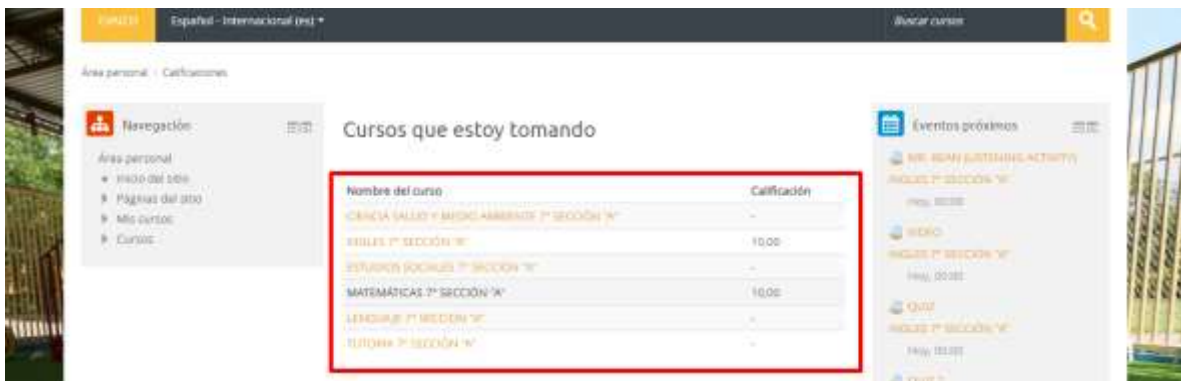 Español - Internacional (es)
Buscar cursos
Área personal
Calificaciones
Navegación
Área personal
Inicio del sitio
Páginas del sitio
Mis cursos
Cursos
Cursos que estoy tomando
Nombre del curso Calificación
CIENCIA SALUD Y MEDIO AMBIENTE 7° SECCIÓN "A" -
INGLES 7° SECCIÓN "A" 10,00
ESTUDIOS SOCIALES 7° SECCIÓN "A" -
MATEMÁTICAS 7° SECCIÓN "A" 10,00
LENGUAJE 7° SECCIÓN "A" -
TUTORIA 7° SECCIÓN "A" -
Eventos próximos
MR. BEAN (LISTENING ACTIVITY)
INGLES 7° SECCIÓN "A"
Hoy, 00:00
VIDEO
INGLES 7° SECCIÓN "A"
Hoy, 00:00
QUIZ
INGLES 7° SECCIÓN "A"
Hoy, 00:00